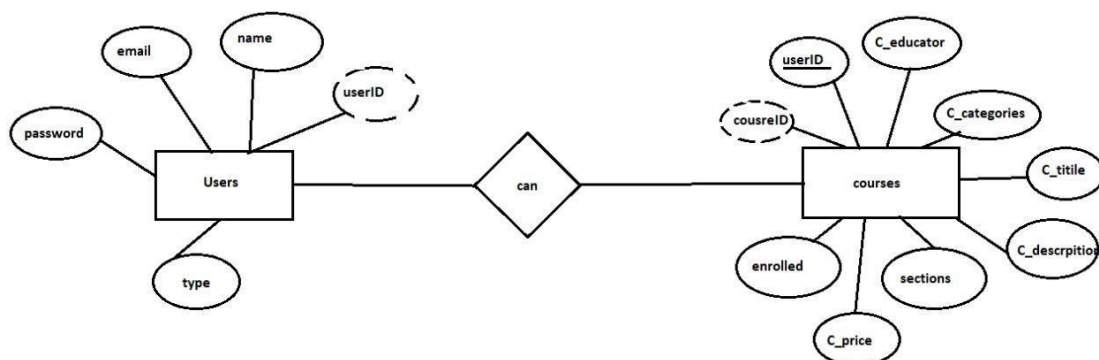 name
C_educator
email
userID
userID
C_categories
password
cousreID
Users
can
courses
C_titile
C_descrpition
enrolled
sections
type
C_price